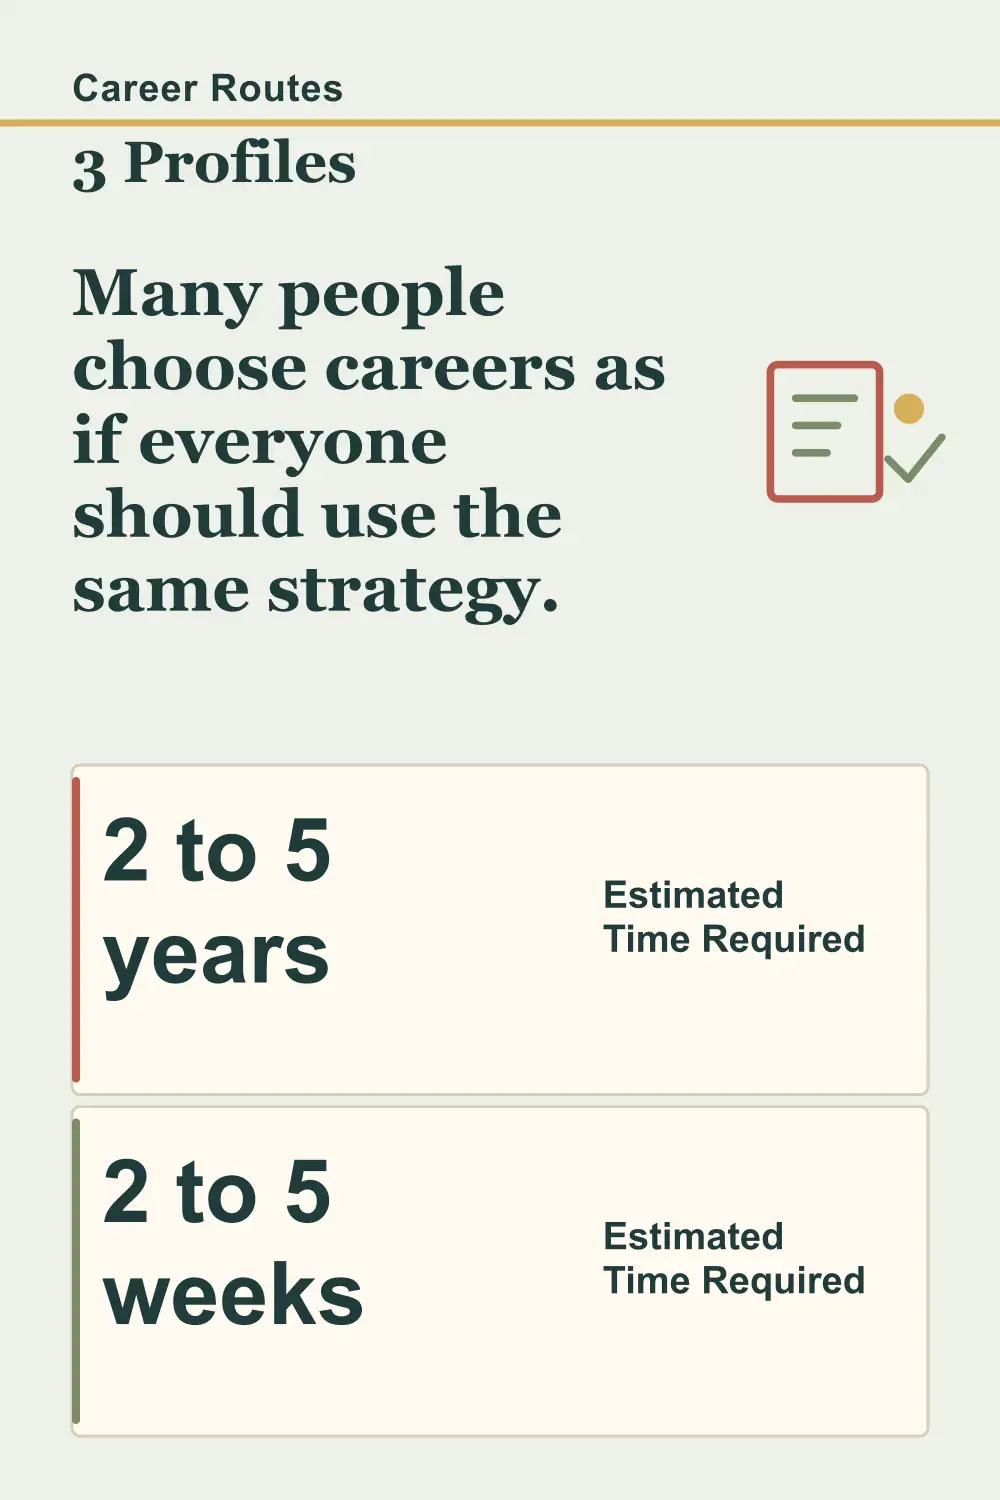 Career Routes
3 Profiles
Many people
choose careers as
if everyone
should use the
same strategy.
2 to 5
years
Estimated
Time Required
2 to 5
weeks
Estimated
Time Required